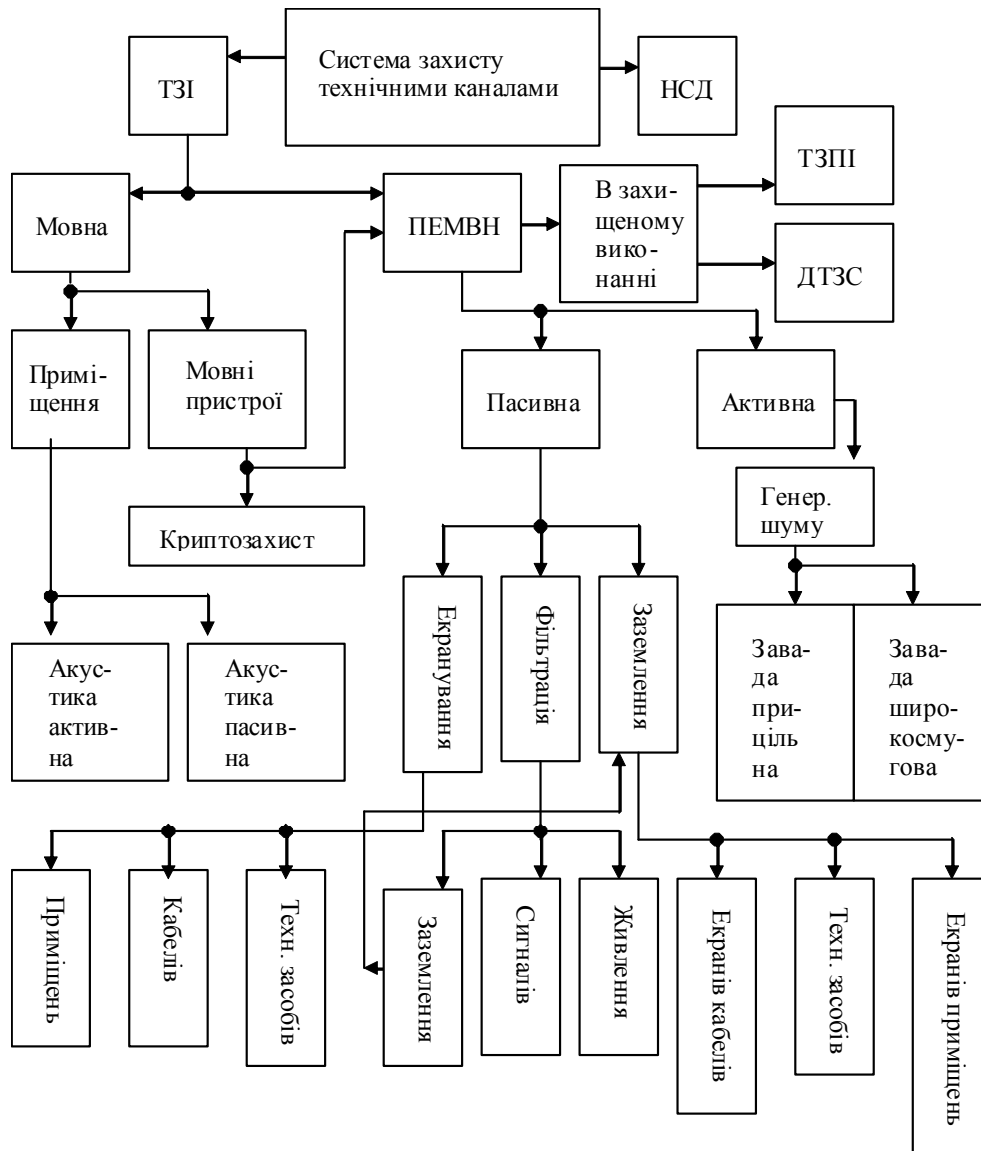 Система захисту
технічними каналами
ТЗІ
НСД
ТЗПІ
Мовна
ПЕМВН
В захи-
щеному
вико-
нанні
ДТЗС
Примі-
щення
Мовні
пристрої
Пасивна
Активна
Криптозахист
Генер.
шуму
Екранування
Фільтрація
Заземлення
Акус-
тика
актив-
на
Акус-
тика
пасив-
на
Зава-
да
при-
ціль
на
Зава-
да
широ-
космu-
гова
Приміщень
Кабелів
Техн. засобів
Заземлення
Сигналів
Живлення
Екранів кабелів
Техн. засобів
Екранів приміщень